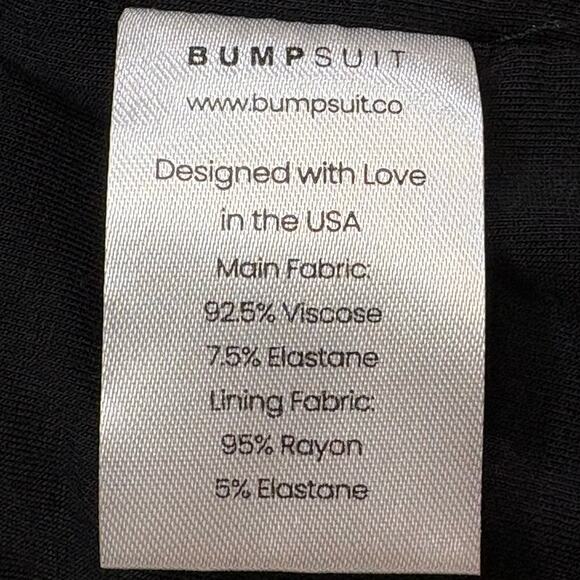 BUMPSUIT
www.bumpsuit.co
Designed with Love
in the USA
Main Fabric:
92.5% Viscose
7.5% Elastane
Lining Fabric:
95% Rayon
5% Elastane